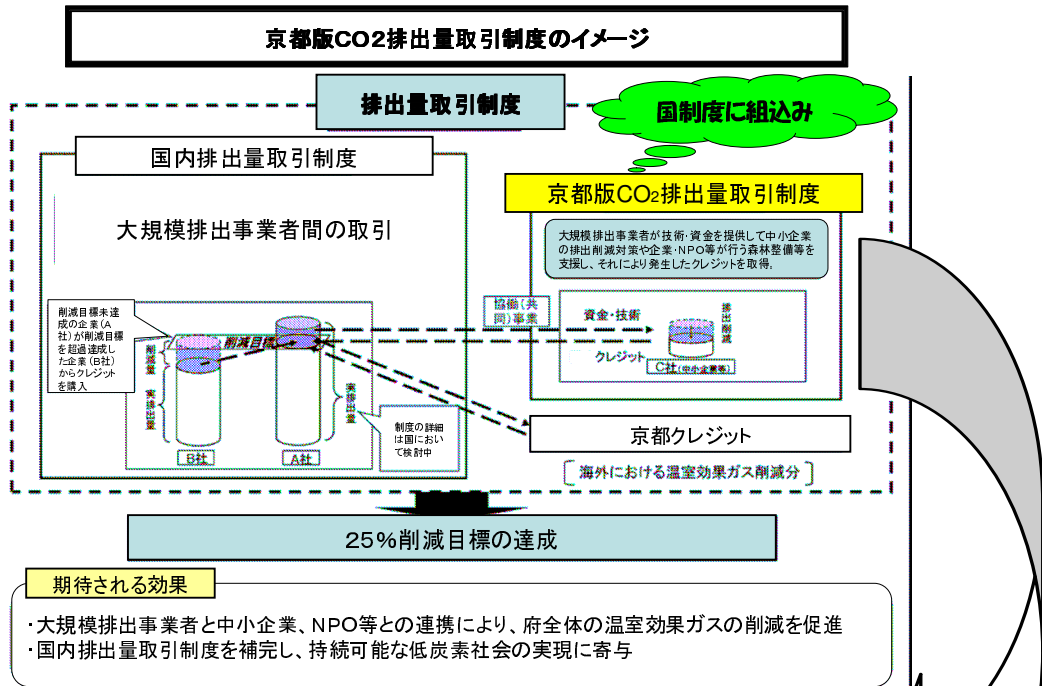 京都版CO2排出量取引制度のイメージ
排出量取引制度
国制度に組込み
国内排出量取引制度
大規模排出事業者間の取引
京都版CO₂排出量取引制度
大規模排出事業者が技術・資金を提供して中小企業
の排出削減対策や企業・NPO等が行う森林整備等を
支援し、それにより発生したクレジットを取得。
削減目標未達
成の企業(A
社)が削減目標
を超過達成し
た企業(B社)
からクレジット
を購入
削減量
実排出量
削減目標
実排出量
B社
A社
制度の詳細
は国におい
て検討中
協働(共
同)事業
資金・技術
クレジット
排出削減
C社(中小企業等)
京都クレジット
海外における温室効果ガス削減分
25%削減目標の達成
期待される効果
・大規模排出事業者と中小企業、NPO等との連携により、府全体の温室効果ガスの削減を促進
・国内排出量取引制度を補完し、持続可能な低炭素社会の実現に寄与